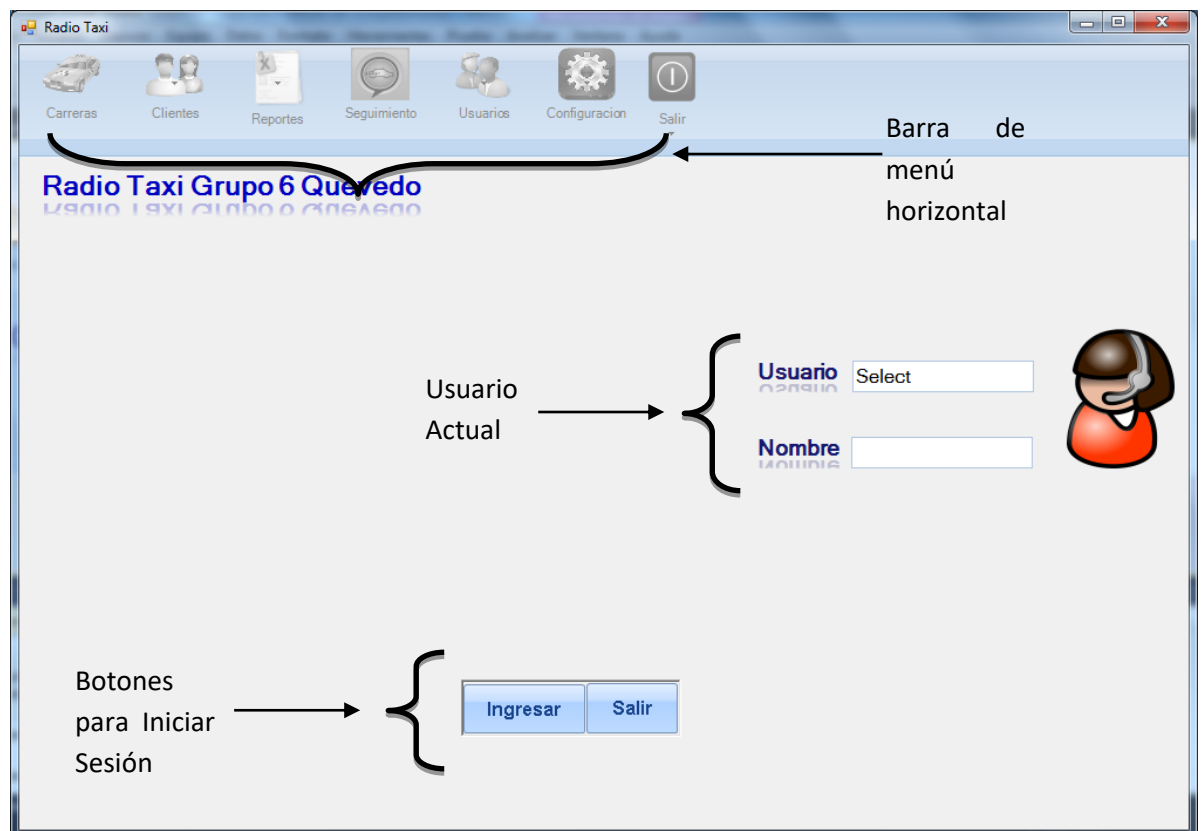 Radio Taxi
Carreras Clientes Reportes Seguimiento Usuarios Configuracion Salir
Barra de
menú
horizontal
Radio Taxi Grupo 6 Quevedo
Usuario
Actual
Usuario Select
Nombre
Botones
para Iniciar
Sesión
Ingresar Salir